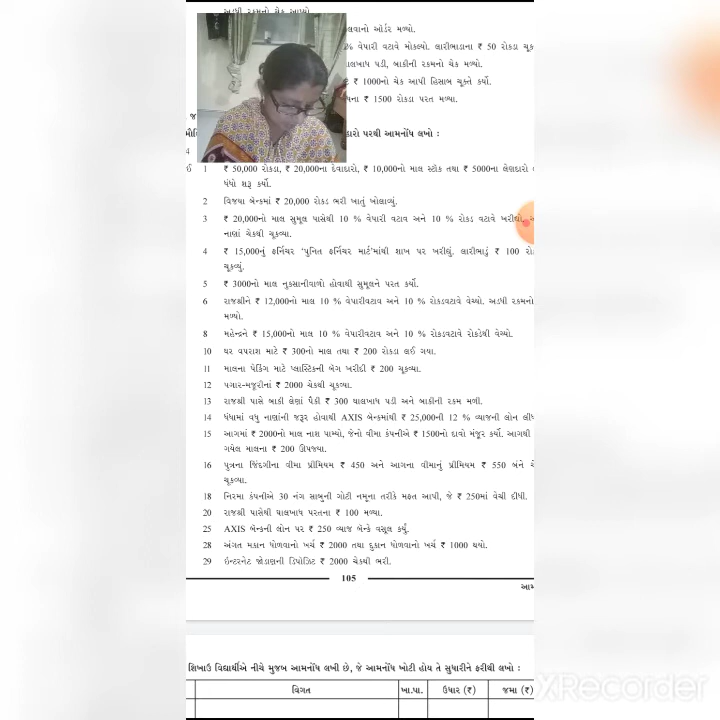 અડધી રકમનો ચેક આપ્યો.
લવાનો ઓર્ડર મળ્યો.
% વેપારી વટાવે મોકલ્યો. લારીભાડાના ₹ 50 રોકડા ચૂક
ાલખાધ પડી, બાકીની રકમનો ચેક મળ્યો.
₹ 1000નો ચેક આપી હિસાબ ચૂક્તે કર્યો.
ધના ₹ 1500 રોકડા પરત મળ્યા.
જ
દારો પરથી આમનોંધ લખો :
4
1 ₹ 50,000 રોકડા, ₹ 20,000ના દેવાદારો, ₹ 10,000નો માલ સ્ટૉક તથા ₹ 5000ના લેણદારો
ધંધો શરૂ કર્યો.
2 વિજયા બૅન્કમાં ₹ 20,000 રોકડ ભરી ખાતું ખોલાવ્યું.
3 ₹ 20,000નો માલ સુમૂલ પાસેથી 10 % વેપારી વટાવ અને 10 % રોકડ વટાવે ખરીદ્યો,
નાણાં ચેકથી ચૂકવ્યા.
4 ₹ 15,000નું ફર્નિચર ‘પુનિત ફર્નિચર માર્ટ’માંથી શાખ પર ખરીદ્યું. લારીભાડું ₹ 100 રો
ચૂકવ્યું.
5 ₹ 3000નો માલ નુકસાનીવાળો હોવાથી સુમૂલને પરત કર્યો.
6 રાજશ્રીને ₹ 12,000નો માલ 10 % વેપારીવટાવ અને 10 % રોકડવટાવે વેચ્યો. અડધી રકમનો
મળ્યો.
8 મહેન્દ્રને ₹ 15,000નો માલ 10 % વેપારીવટાવ અને 10 % રોકડવટાવે રોકડેથી વેચ્યો.
10 ઘર વપરાશ માટે ₹ 300નો માલ તથા ₹ 200 રોકડા લઈ ગયા.
11 માલના પેકિંગ માટે પ્લાસ્ટિકની બૅગ ખરીદી ₹ 200 ચૂકવ્યા.
12 પગાર-મજૂરીનાં ₹ 2000 ચેકથી ચૂકવ્યા.
13 રાજશ્રી પાસે બાકી લેણાં પૈકી ₹ 300 ઘાલખાધ પડી અને બાકીની રકમ મળી.
14 ધંધામાં વધુ નાણાંની જરૂર હોવાથી AXIS બૅન્કમાંથી ₹ 25,000ની 12 % વ્યાજની લોન લીધ
15 આગમાં ₹ 2000નો માલ નાશ પામ્યો, જેનો વીમા કંપનીએ ₹ 1500નો દાવો મંજૂર કર્યો. આગથી
ગયેલ માલના ₹ 200 ઊપજ્યા.
16 પુત્રના જિંદગીના વીમા પ્રીમિયમ ₹ 450 અને આગના વીમાનું પ્રીમિયમ ₹ 550 બંને ચે
ચૂકવ્યા.
18 નિરમા કંપનીએ 30 નંગ સાબુની ગોટી નમૂના તરીકે મફત આપી, જે ₹ 250માં વેચી દીધી.
20 રાજશ્રી પાસેથી ઘાલખાધ પરતના ₹ 100 મળ્યા.
25 AXIS બૅન્કની લોન પર ₹ 250 વ્યાજ બૅન્કે વસૂલ કર્યું.
28 અંગત મકાન ધોળવાનો ખર્ચ ₹ 2000 તથા દુકાન ધોળવાનો ખર્ચ ₹ 1000 થયો.
29 ઇન્ટરનેટ જોડાણની ડિપોઝિટ ₹ 2000 ચેકથી ભરી.
105
આમ
શિખાઉ વિદ્યાર્થીએ નીચે મુજબ આમનોંધ લખી છે, જે આમનોંધ ખોટી હોય તે સુધારીને ફરીથી લખો :
વિગત ખા.પા. ઉધાર (₹) જમા (₹)
XRecorder